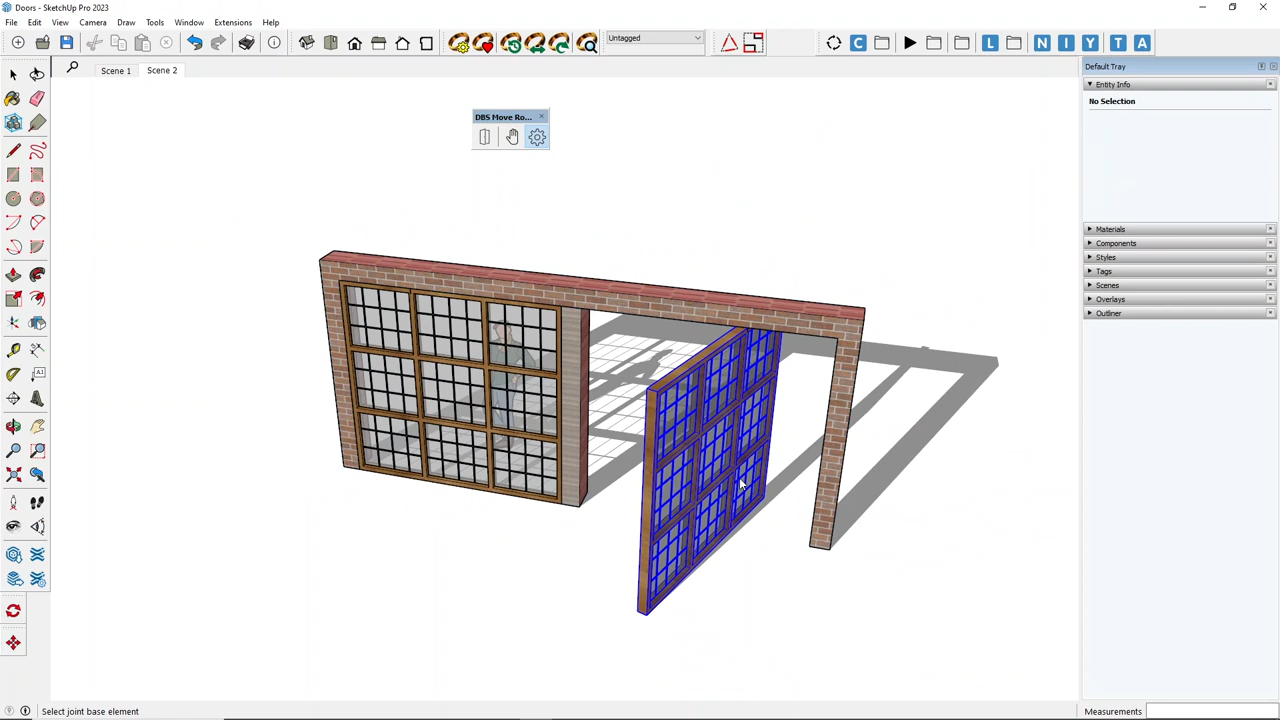 Doors - SketchUp Pro 2023
File Edit View Camera Draw Tools Window Extensions Help
Untagged
C L N I Y T A
Scene 1 Scene 2
DBS Move Ro...
Default Tray
Entity Info
No Selection
Materials
Components
Styles
Tags
Scenes
Overlays
Outliner
Select joint base element
Measurements